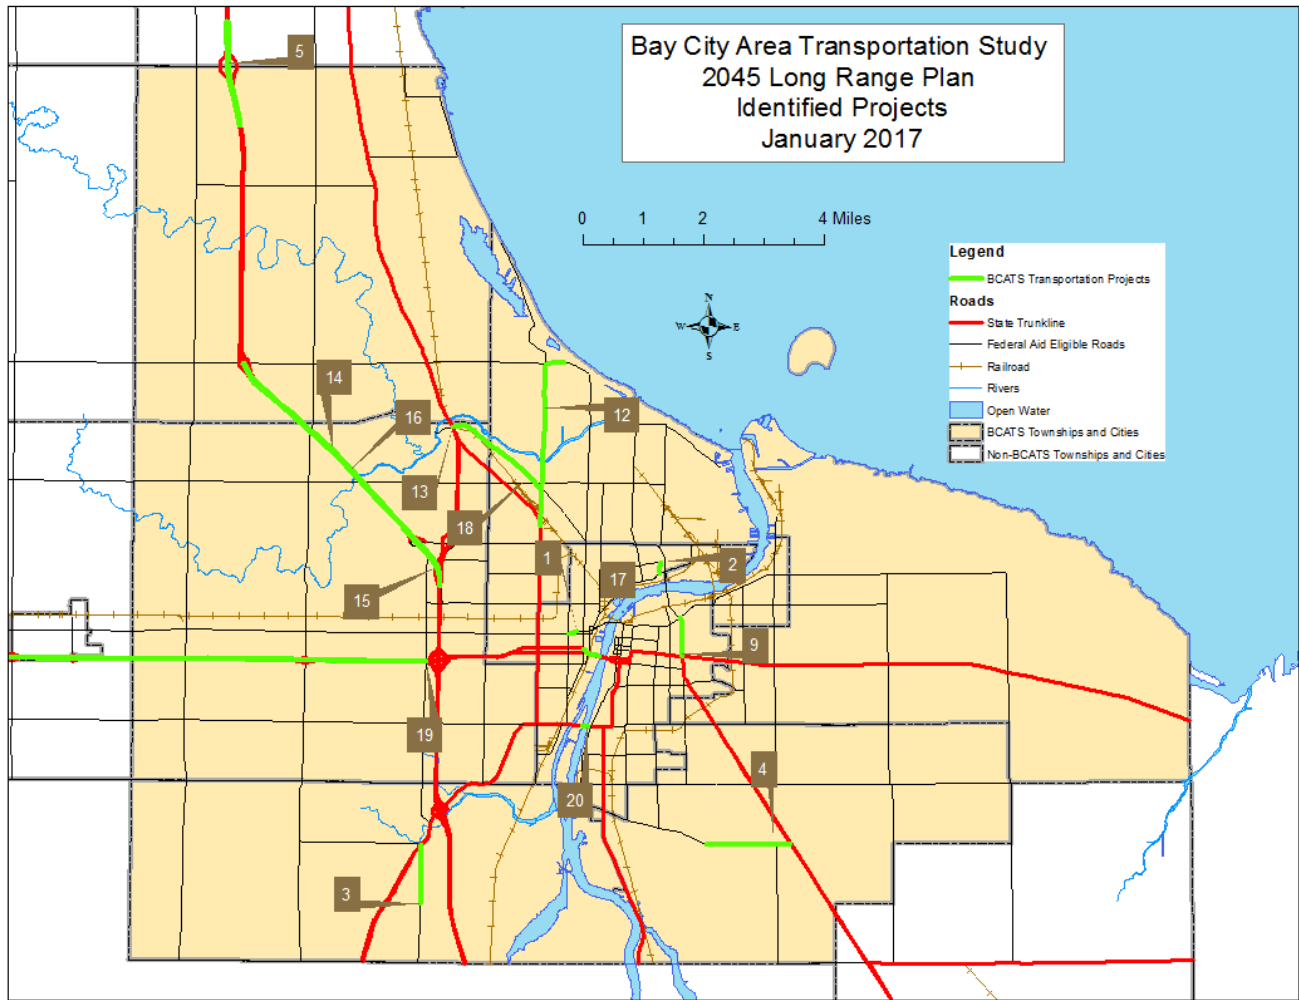 Bay City Area Transportation Study
2045 Long Range Plan
Identified Projects
January 2017
5
0 1 2 4 Miles
Legend
BCATS Transportation Projects
Roads
State Trunkline
Federal Aid Eligible Roads
Railroad
Rivers
Open Water
BCATS Townships and Cities
Non-BCATS Townships and Cities
N
W E
S
14
16
12
13
18
1
2
17
15
9
19
4
20
3